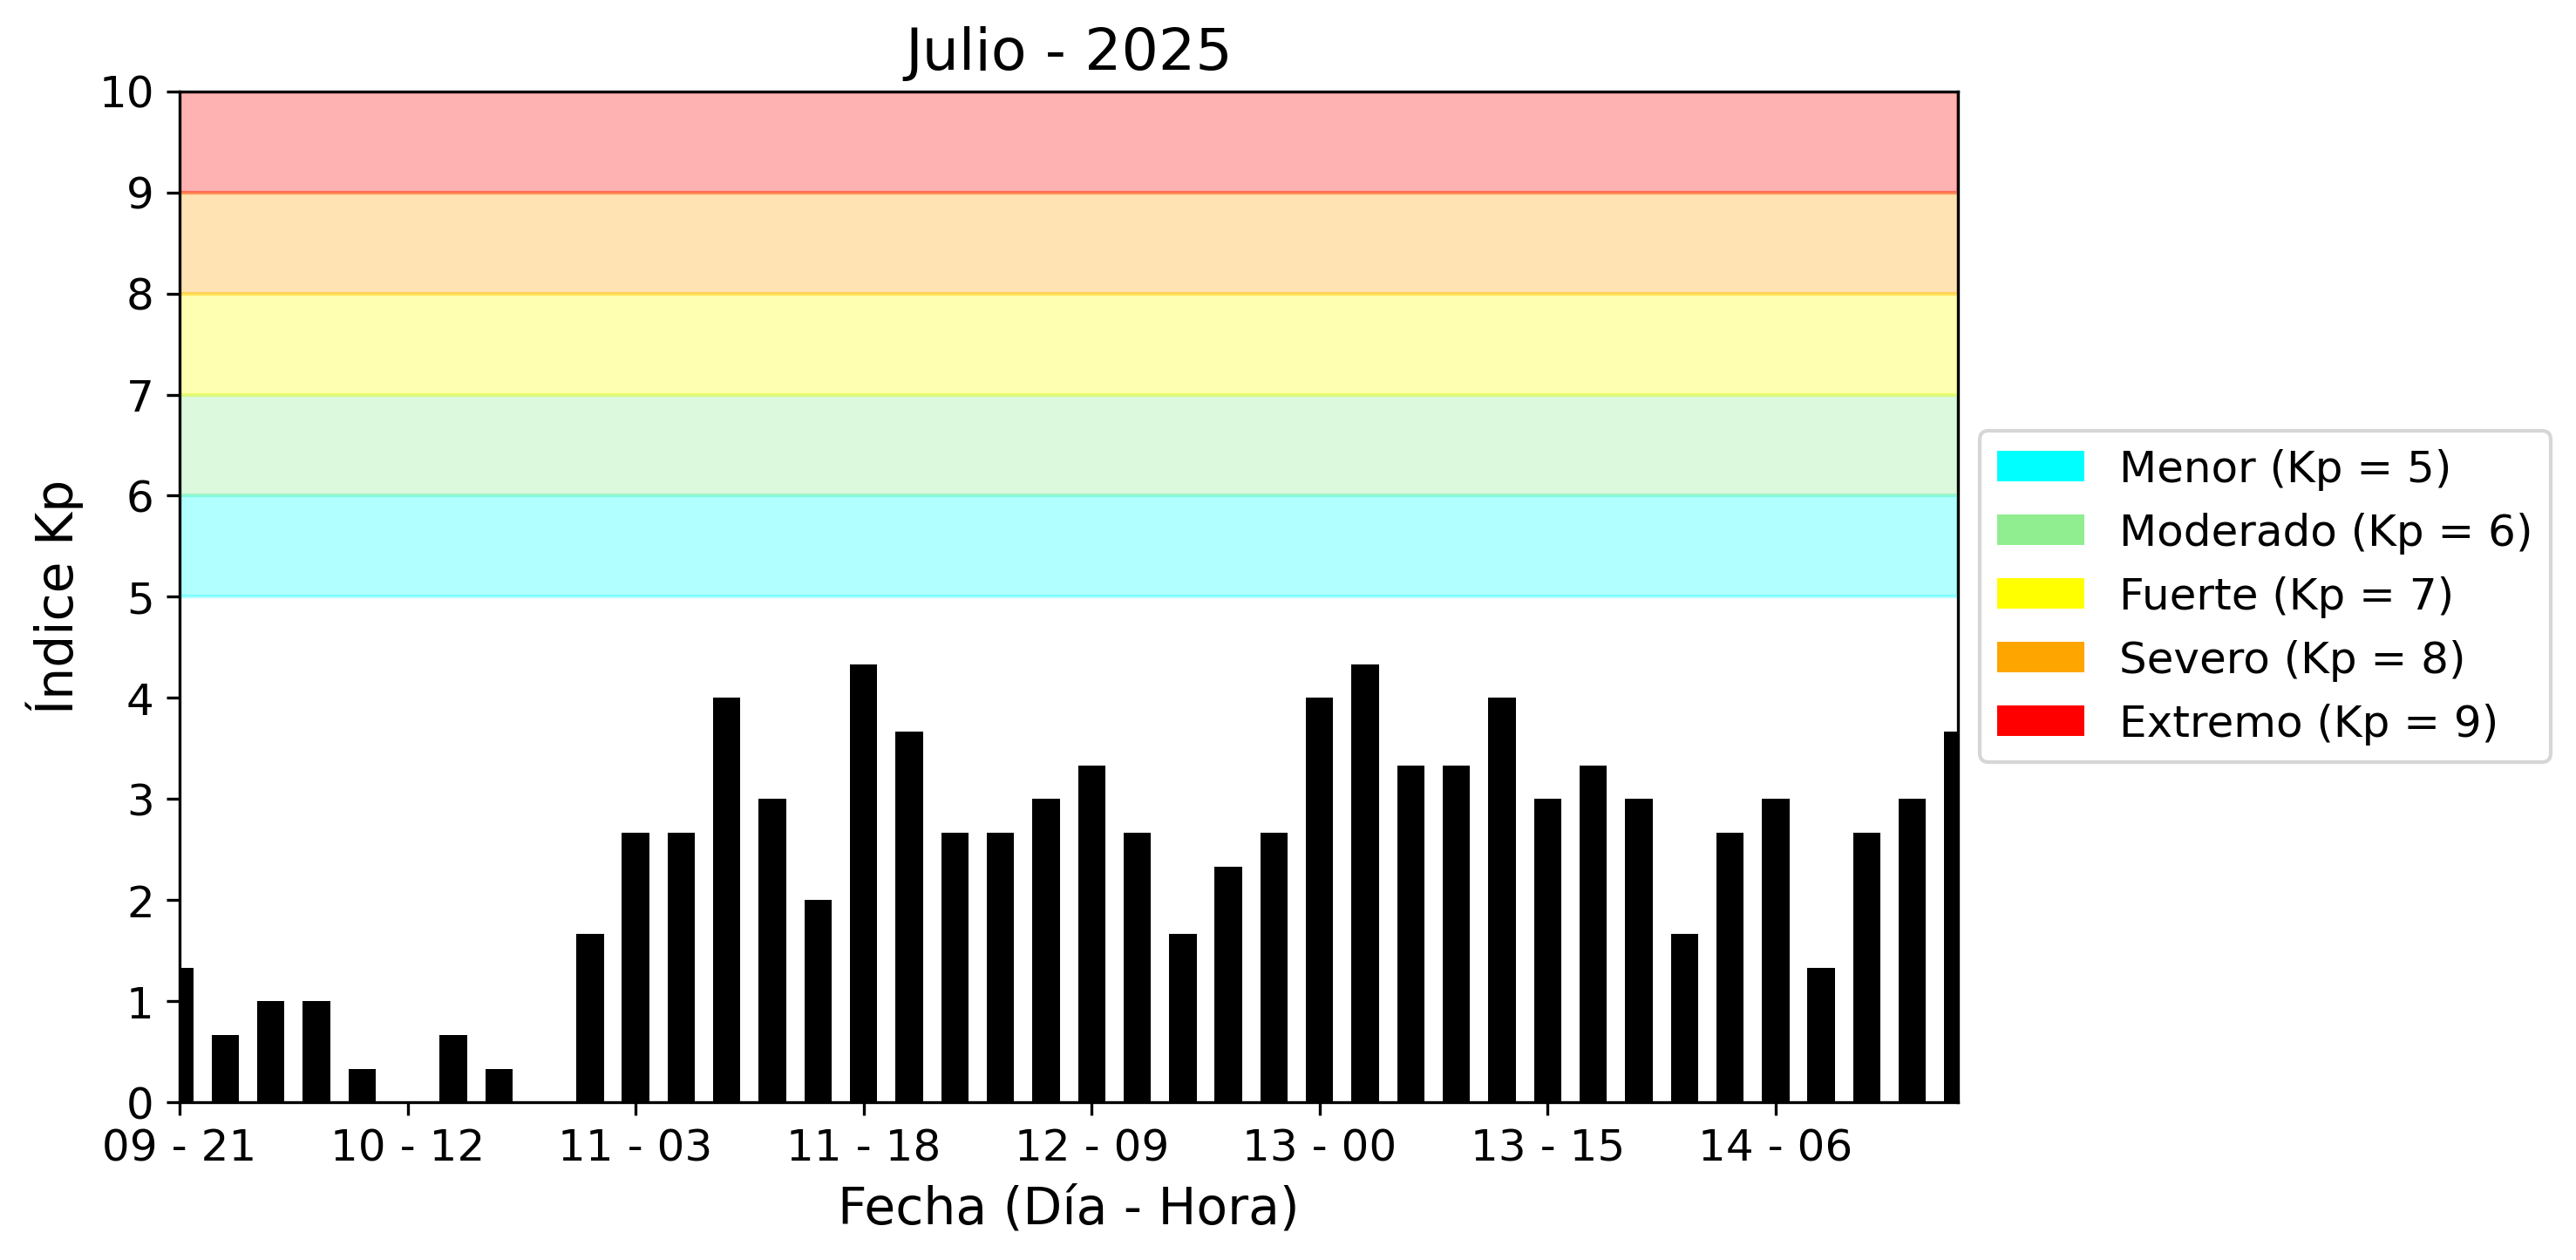 Julio - 2025
10
9
8
7
6
5
4
3
2
1
0
Índice Kp
09 - 21 10 - 12 11 - 03 11 - 18 12 - 09 13 - 00 13 - 15 14 - 06
Fecha (Día - Hora)
Menor (Kp = 5)
Moderado (Kp = 6)
Fuerte (Kp = 7)
Severo (Kp = 8)
Extremo (Kp = 9)